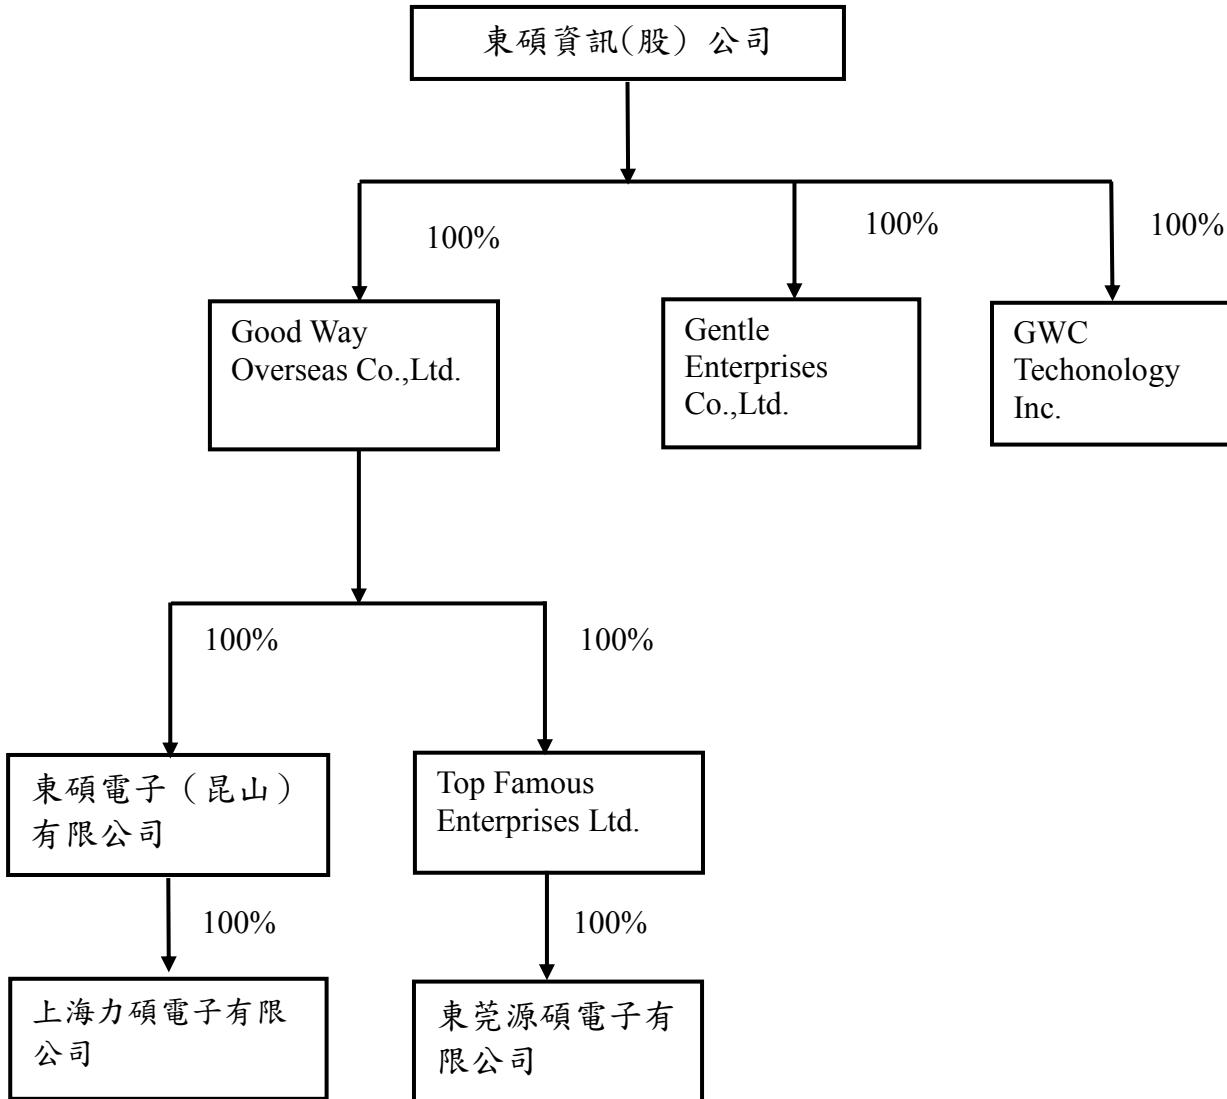 東碩資訊(股) 公司
100%
100%
100%
Good Way
Overseas Co.,Ltd.
Gentle
Enterprises
Co.,Ltd.
GWC
Techonology
Inc.
100%
100%
東碩電子（昆山）
有限公司
Top Famous
Enterprises Ltd.
100%
100%
上海力碩電子有限
公司
東莞源碩電子有
限公司